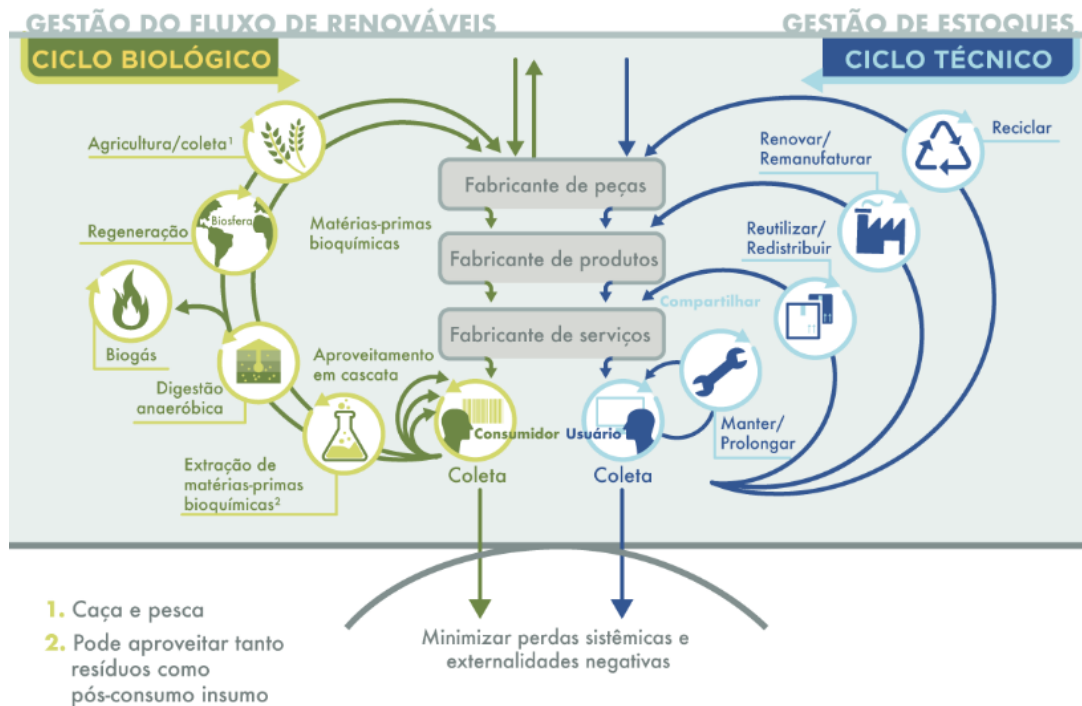 GESTÃO DO FLUXO DE RENOVÁVEIS
GESTÃO DE ESTOQUES
CICLO BIOLÓGICO
CICLO TÉCNICO
Agricultura/coleta¹
Regeneração
Biosfera
Biogás
Digestão
anaeróbica
Extração de
matérias-primas
bioquímicas²
Matérias-primas
bioquímicas
Aproveitamento
em cascata
Fabricante de peças
Fabricante de produtos
Fabricante de serviços
Consumidor
Usuário
Coleta
Coleta
Reciclar
Renovar/
Remanufaturar
Reutilizar/
Redistribuir
Compartilhar
Manter/
Prolongar
Minimizar perdas sistêmicas e
externalidades negativas
1. Caça e pesca
2. Pode aproveitar tanto
resíduos como
pós-consumo insumo